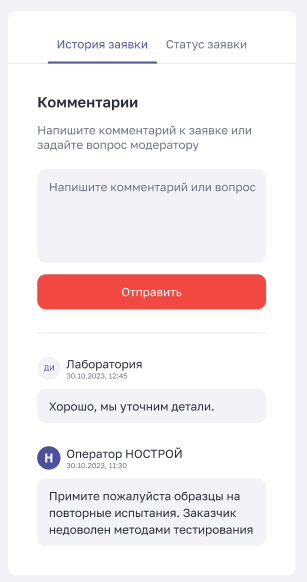 История заявки Статус заявки
Комментарии
Напишите комментарий к заявке или
задайте вопрос модератору
Напишите комментарий или вопрос
Отправить
ДИ Лаборатория
30.10.2023, 12:45
Хорошо, мы уточним детали.
Н Оператор НОСТРОЙ
30.10.2023, 11:30
Примите пожалуйста образцы на
повторные испытания. Заказчик
недоволен методами тестирования